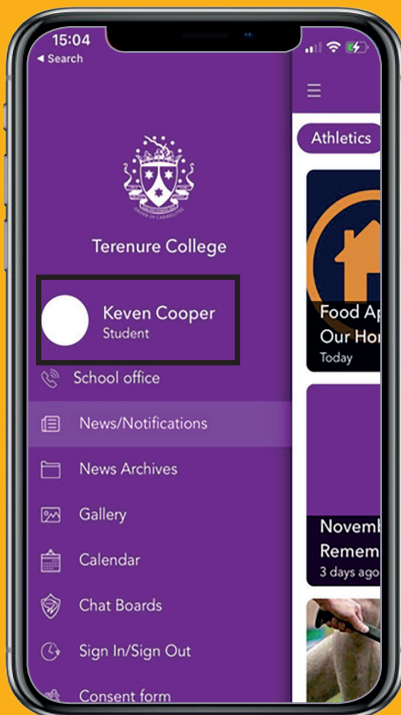 15:04
◄ Search
Terenure College
Keven Cooper
Student
School office
News/Notifications
News Archives
Gallery
Calendar
Chat Boards
Sign In/Sign Out
Consent form
Athletics
Food Ap
Our Ho
Today
Novemb
Remem
3 days ago